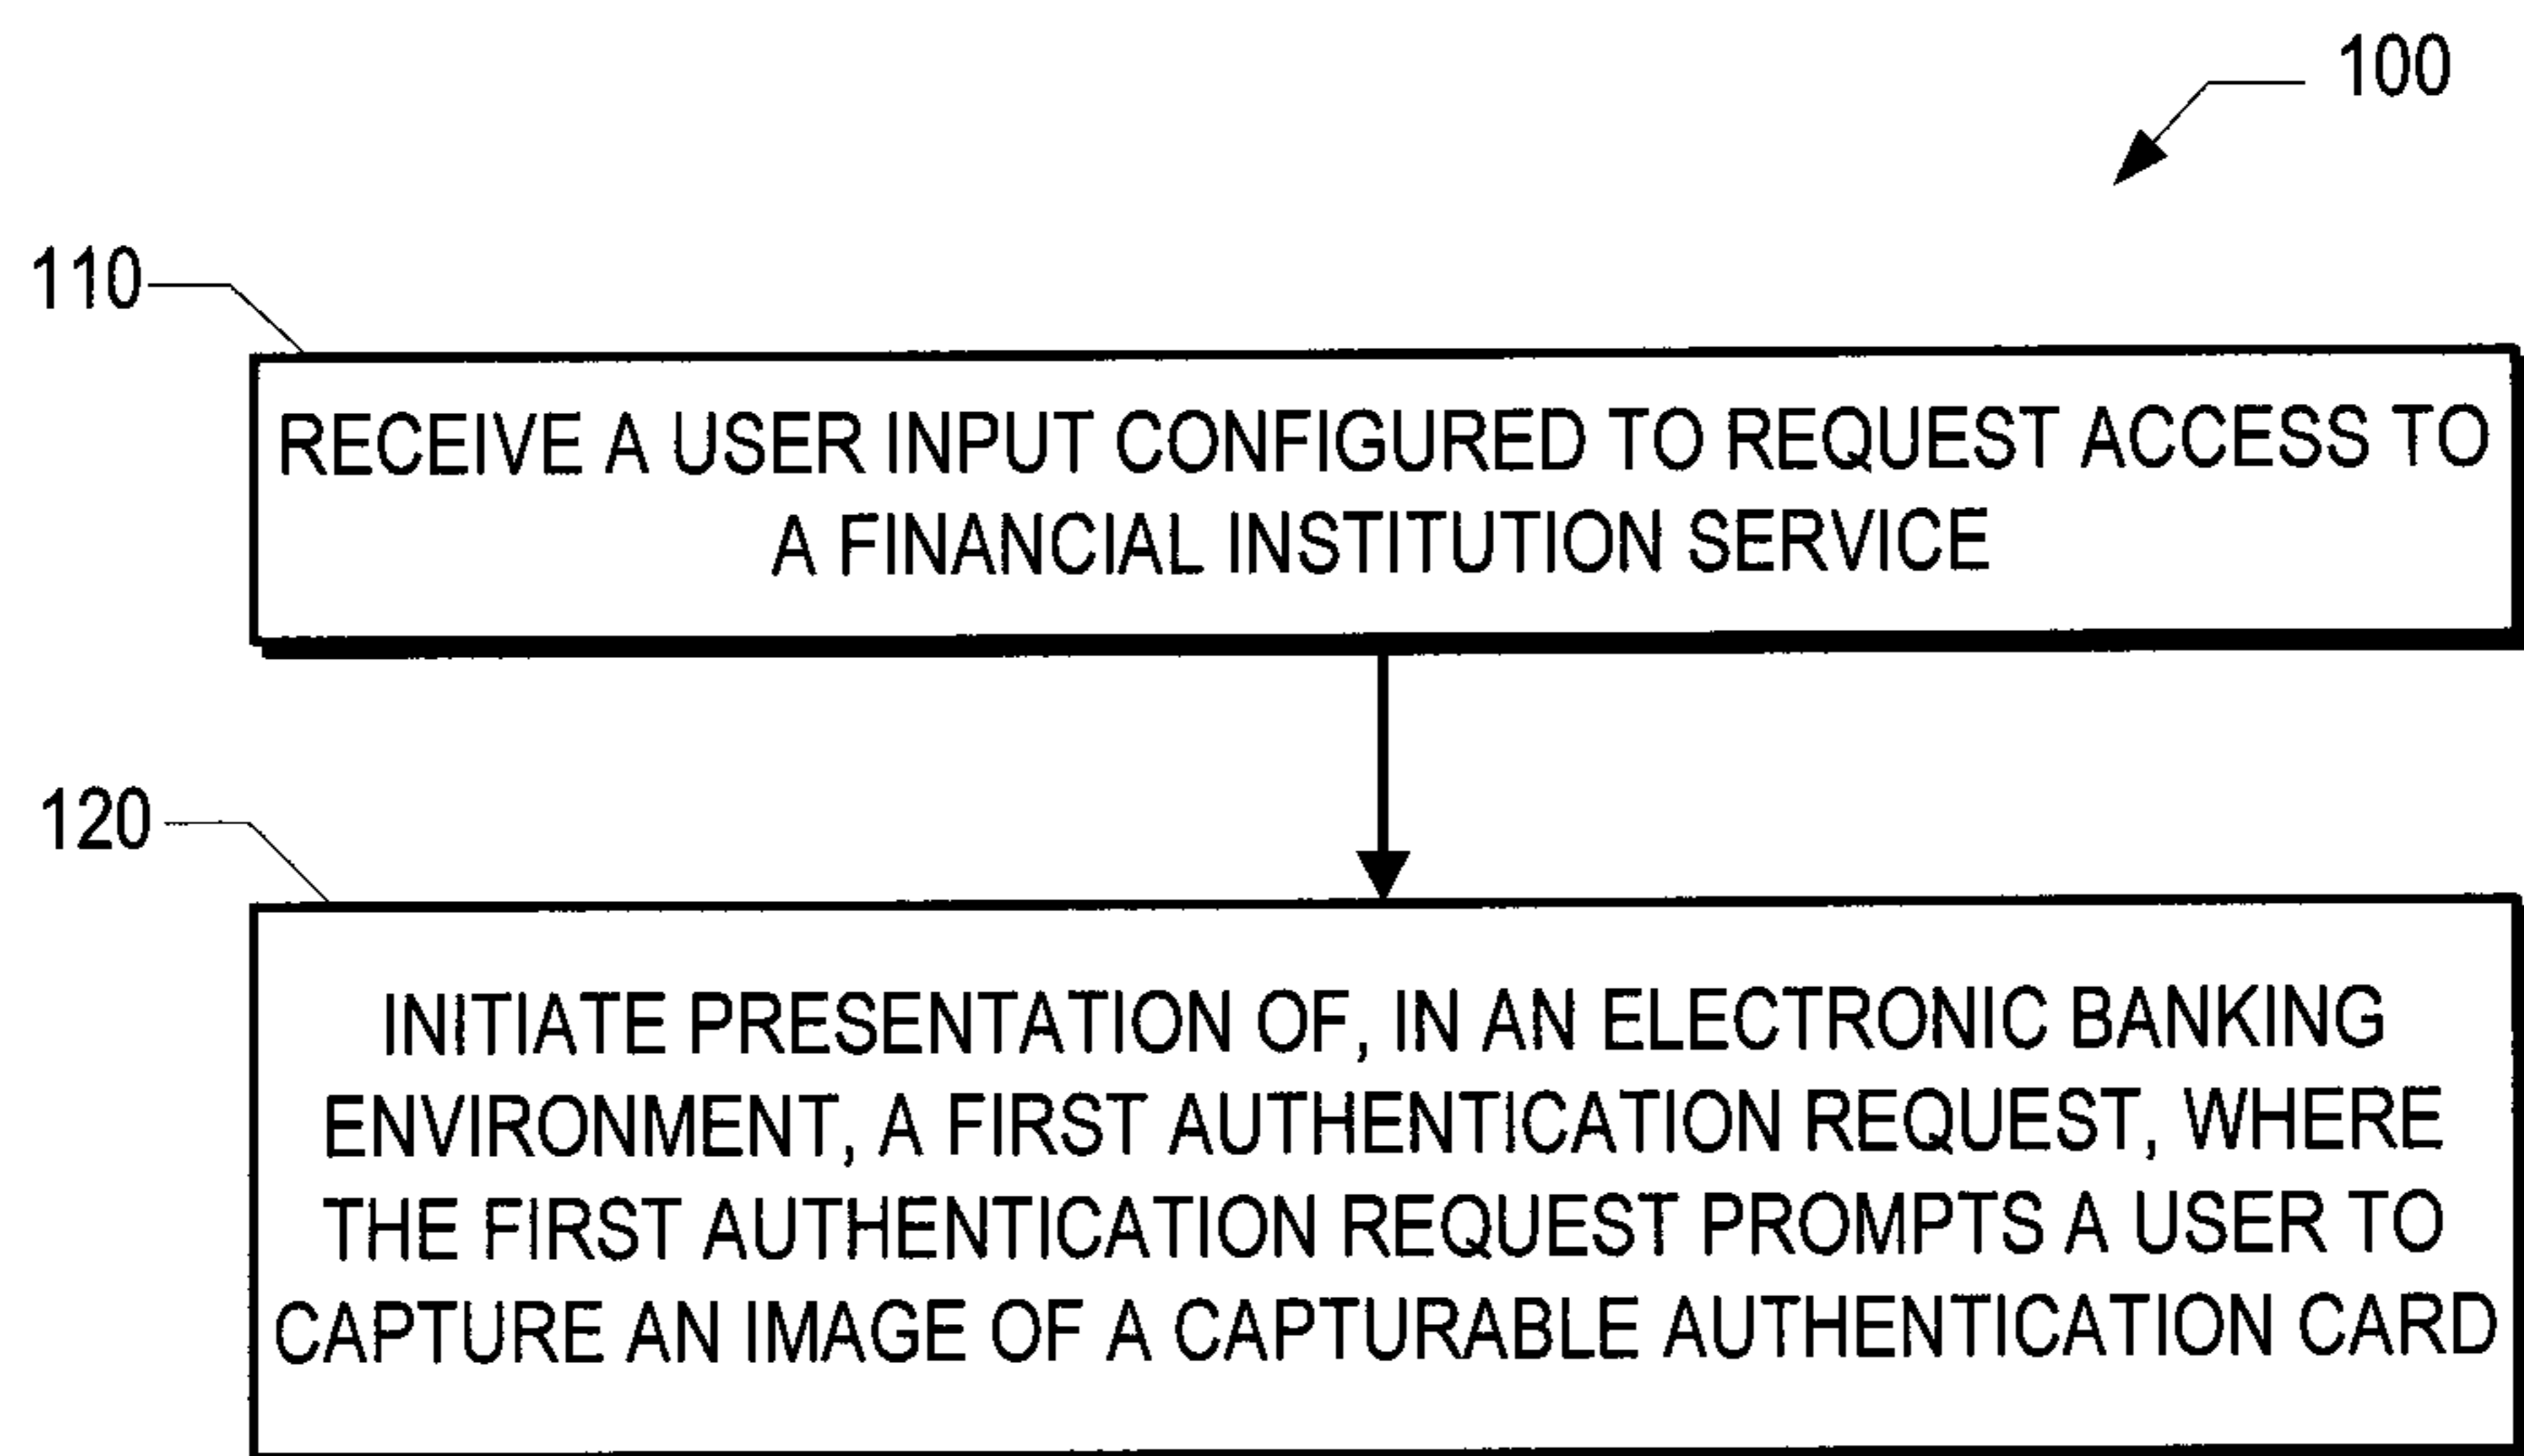 100
110
RECEIVE A USER INPUT CONFIGURED TO REQUEST ACCESS TO
A FINANCIAL INSTITUTION SERVICE
120
INITIATE PRESENTATION OF, IN AN ELECTRONIC BANKING
ENVIRONMENT, A FIRST AUTHENTICATION REQUEST, WHERE
THE FIRST AUTHENTICATION REQUEST PROMPTS A USER TO
CAPTURE AN IMAGE OF A CAPTURABLE AUTHENTICATION CARD